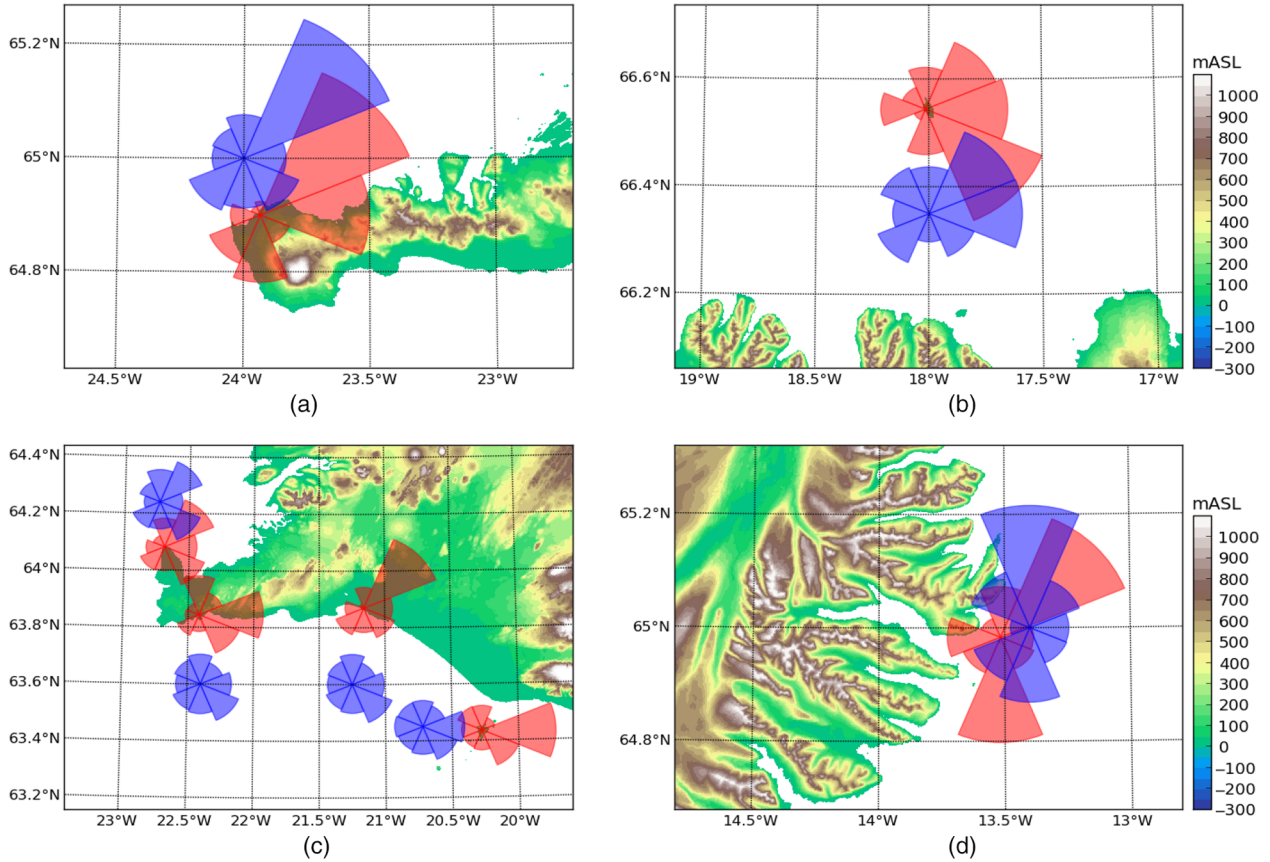 65.2°N
65°N
64.8°N
24.5°W 24°W 23.5°W 23°W
(a)
66.6°N
66.4°N
66.2°N
19°W 18.5°W 18°W 17.5°W 17°W
(b)
mASL
1000
900
800
700
600
500
400
300
200
100
0
−100
−200
−300
64.4°N
64.2°N
64°N
63.8°N
63.6°N
63.4°N
63.2°N
23°W 22.5°W 22°W 21.5°W 21°W 20.5°W 20°W
(c)
65.2°N
65°N
64.8°N
14.5°W 14°W 13.5°W 13°W
(d)
mASL
1000
900
800
700
600
500
400
300
200
100
0
−100
−200
−300